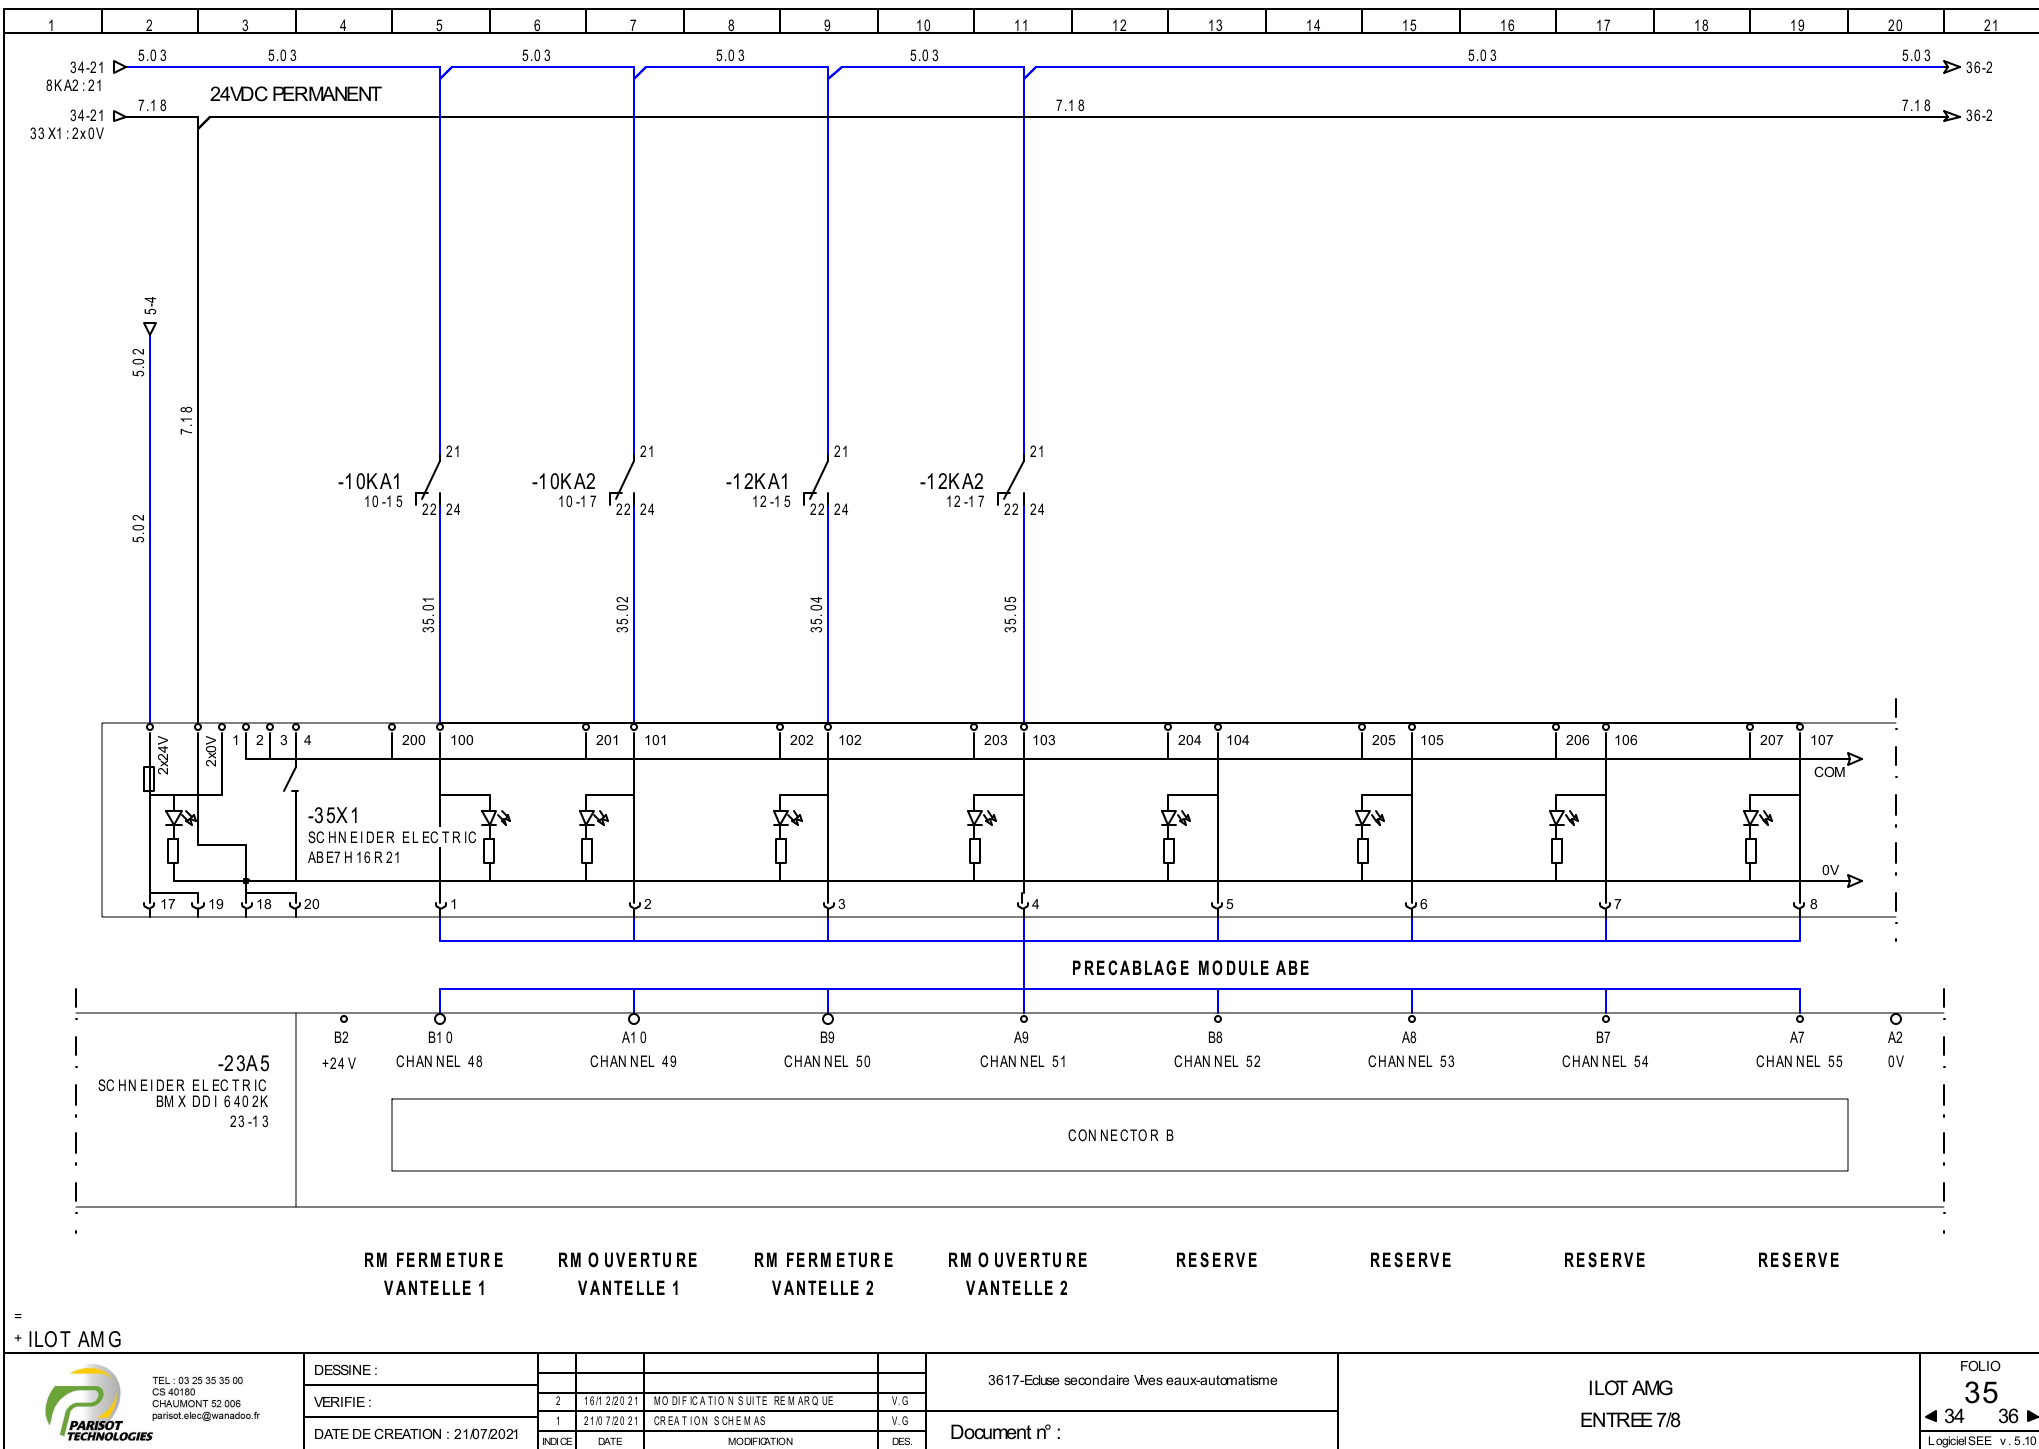 1 2 3 4 5 6 7 8 9 10 11 12 13 14 15 16 17 18 19 20 21
34-21 5.03 5.03 5.03 5.03 5.03 5.03 5.03 36-2
8KA2:21
24VDC PERMANENT
34-21 7.18 7.18 7.18 36-2
33X1:2x0V
5-4
5.02
7.18
5.02
21 21 21 21
-10KA1 -10KA2 -12KA1 -12KA2
10-15 10-17 12-15 12-17
22 24 22 24 22 24 22 24
35.01 35.02 35.04 35.05
2x24V 2x0V 1 2 3 4 200 100 201 101 202 102 203 103 204 104 205 105 206 106 207 107
COM
-35X1
SCHNEIDER ELECTRIC
ABE7H16R21
0V
17 19 18 20 1 2 3 4 5 6 7 8
PRECABLAGE MODULE ABE
B2 B10 A10 B9 A9 B8 A8 B7 A7 A2
+24V CHANNEL 48 CHANNEL 49 CHANNEL 50 CHANNEL 51 CHANNEL 52 CHANNEL 53 CHANNEL 54 CHANNEL 55 0V
-23A5
SCHNEIDER ELECTRIC
BMX DDI 6402K
23-13
CONNECTOR B
RM FERMETURE RM OUVERTURE RM FERMETURE RM OUVERTURE RESERVE RESERVE RESERVE RESERVE
VANTELLE 1 VANTELLE 1 VANTELLE 2 VANTELLE 2
=
+ ILOT AMG
PARISOT
TECHNOLOGIES
TEL : 03 25 35 35 00
CS 40180
CHAUMONT 52 006
parisot.elec@wanadoo.fr
DESSINE :
VERIFIE :
DATE DE CREATION : 21/07/2021
2 16/12/2021 MODIFICATION SUITE REMARQUE V.G
1 21/07/2021 CREATION SCHEMAS V.G
INDICE DATE MODIFICATION DES.
3617-Ecluse secondaire Vives eaux-automatisme
Document n° :
ILOT AMG
ENTREE 7/8
FOLIO
35
34 36
Logiciel SEE v.5.10